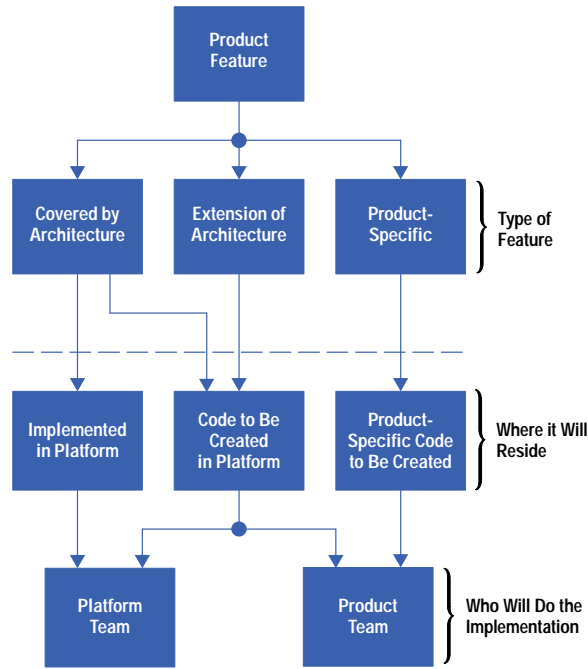 Product
Feature
Covered by
Architecture
Extension of
Architecture
Product-
Specific
Type of
Feature
Implemented
in Platform
Code to Be
Created
in Platform
Product-
Specific Code
to Be Created
Where it Will
Reside
Platform
Team
Product
Team
Who Will Do the
Implementation